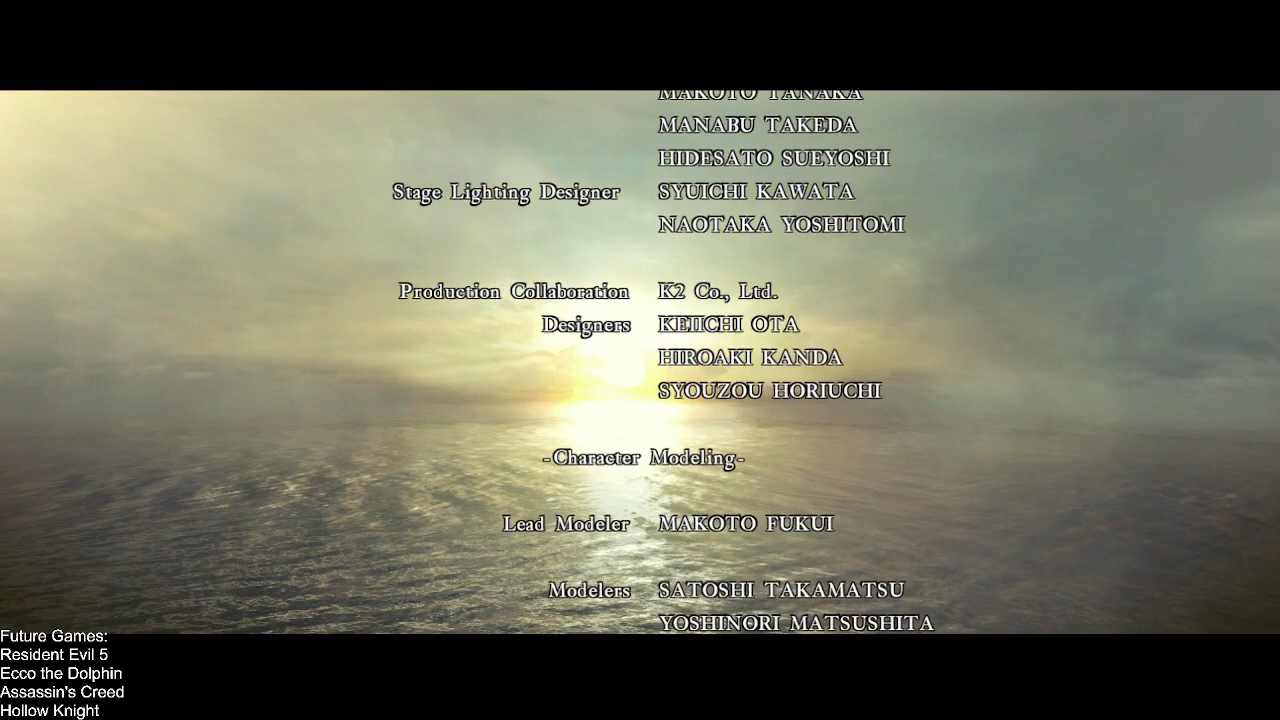 MAKOTO TANAKA
MANABU TAKEDA
HIDESATO SUEYOSHI
Stage Lighting Designer SYUICHI KAWATA
NAOTAKA YOSHITOMI
Production Collaboration K2 Co., Ltd.
Designers KEIICHI OTA
HIROAKI KANDA
SYOUZOU HORIUCHI
-Character Modeling-
Lead Modeler MAKOTO FUKUI
Modelers SATOSHI TAKAMATSU
YOSHINORI MATSUSHITA
Future Games:
Resident Evil 5
Ecco the Dolphin
Assassin's Creed
Hollow Knight